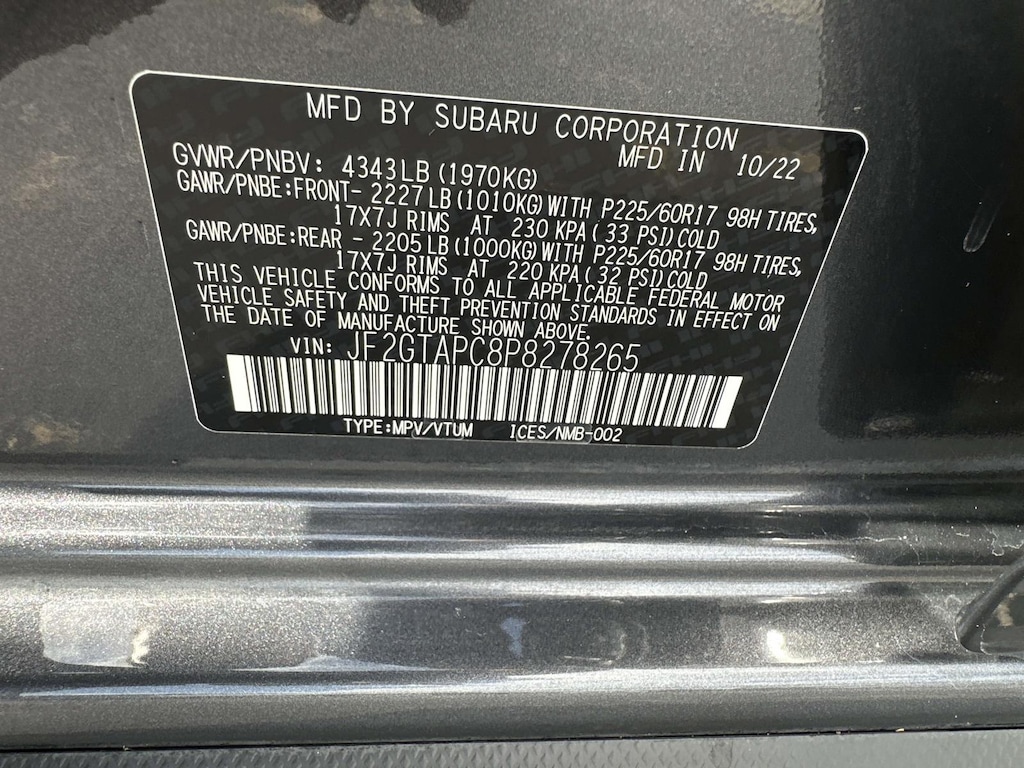 MFD BY SUBARU CORPORATION
MFD IN 10/22
GVWR/PNBV: 4343LB (1970KG)
GAWR/PNBE:FRONT- 2227LB (1010KG) WITH P225/60R17 98H TIRES,
17X7J RIMS AT 230 KPA ( 33 PSI) COLD
GAWR/PNBE:REAR - 2205LB (1000KG) WITH P225/60R17 98H TIRES,
17X7J RIMS AT 220 KPA ( 32 PSI) COLD
THIS VEHICLE CONFORMS TO ALL APPLICABLE FEDERAL MOTOR
VEHICLE SAFETY AND THEFT PREVENTION STANDARDS IN EFFECT ON
THE DATE OF MANUFACTURE SHOWN ABOVE.
VIN: JF2GTAPC8P8278265
TYPE:MPV/VTUM ICES/NMB-002